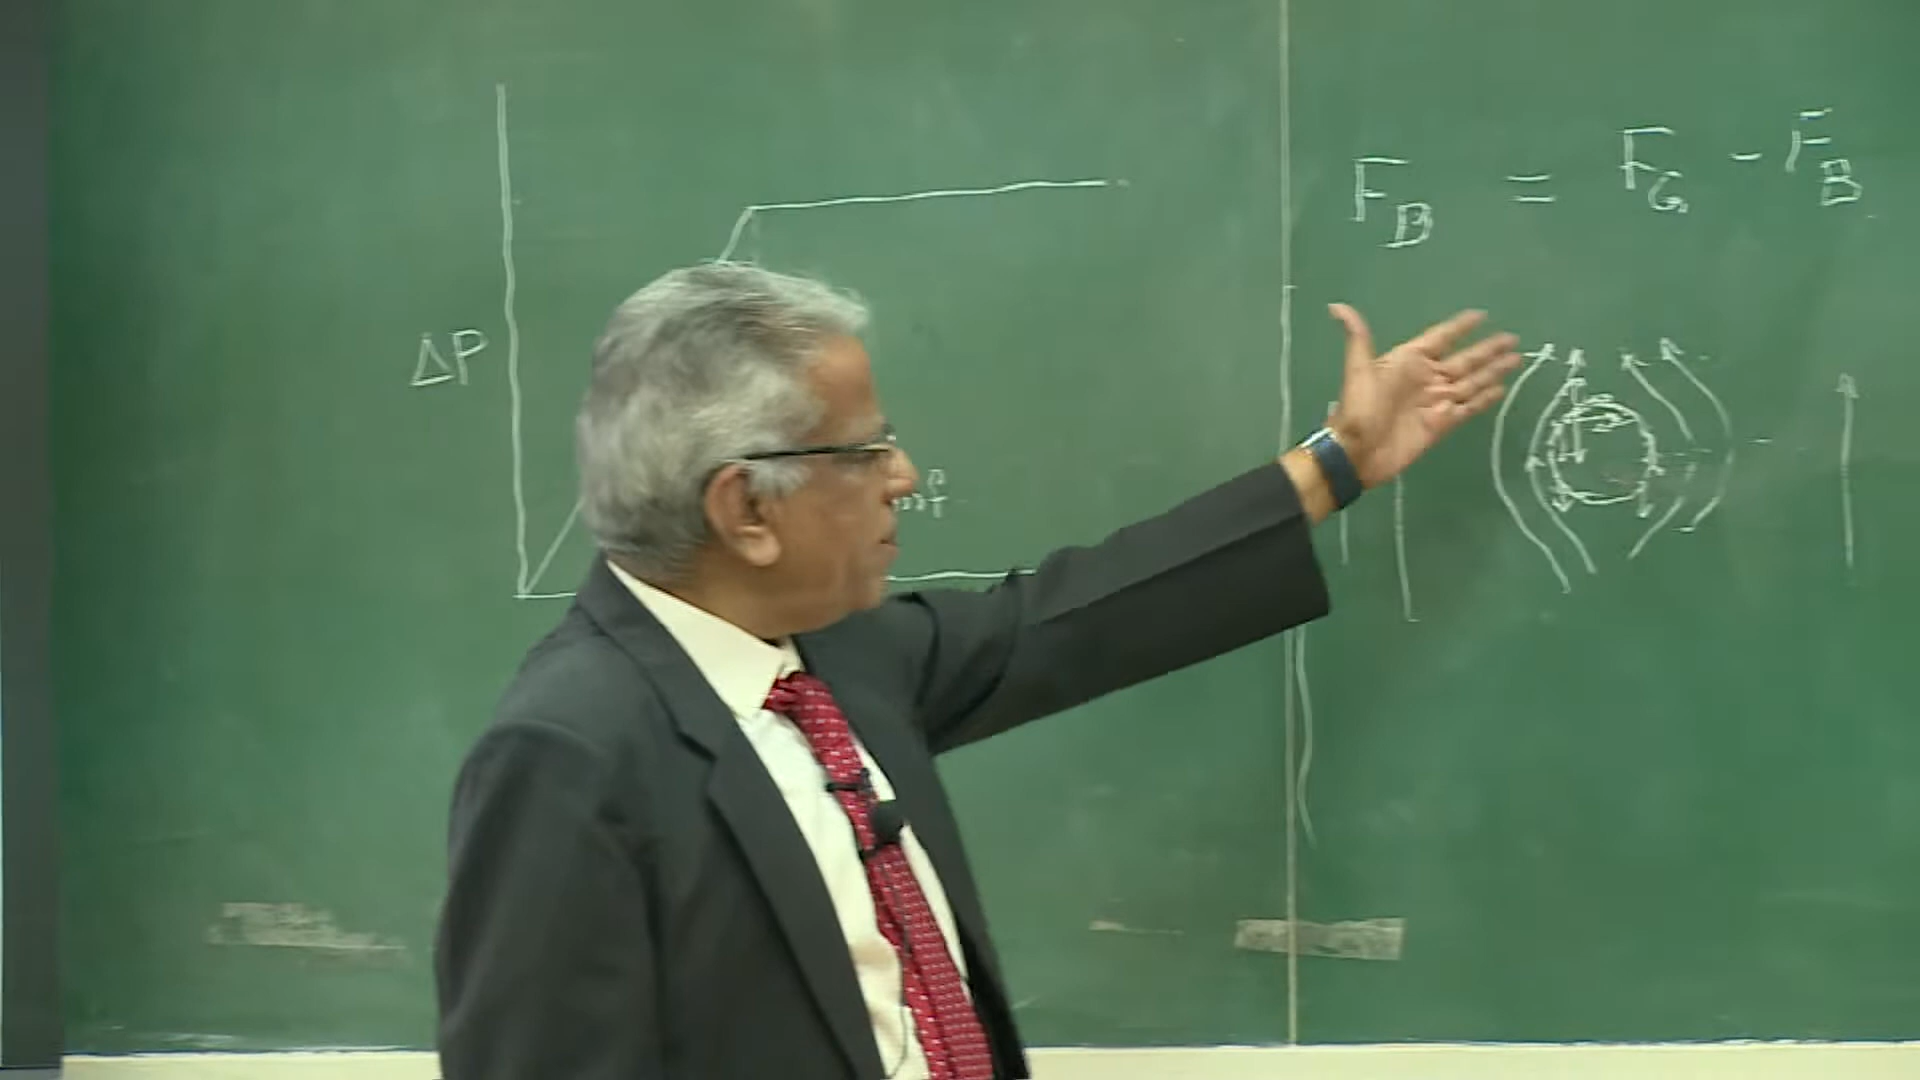 F_B = F_G - F_B
ΔP